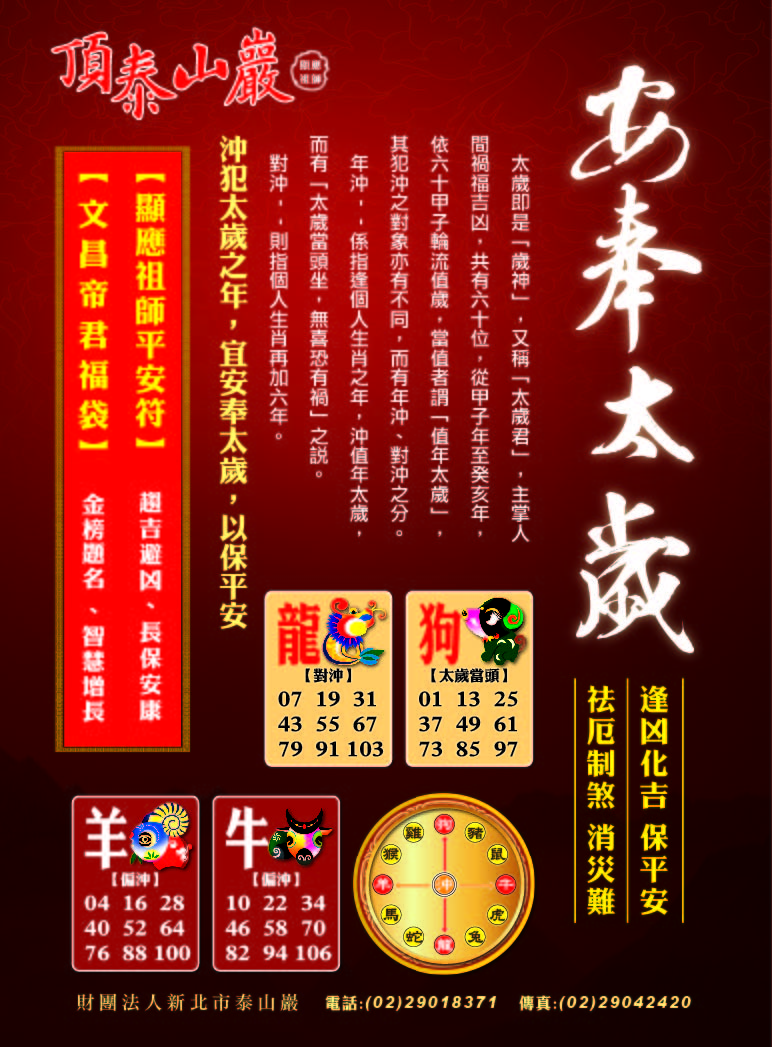 頂泰山巖
顯應
祖師
安奉太歲
逢凶化吉 保平安
祛厄制煞 消災難
太歲即是「歲神」，又稱「太歲君」，主掌人
間禍福吉凶，共有六十位，從甲子年至癸亥年，
依六十甲子輪流值歲，當值者謂「值年太歲」，
其犯沖之對象亦有不同，而有年沖、對沖之分。
年沖，，係指逢個人生肖之年，沖值年太歲，
而有「太歲當頭坐，無喜恐有禍」之說。
對沖，，則指個人生肖再加六年。
沖犯太歲之年，宜安奉太歲，以保平安
【顯應祖師平安符】 趨吉避凶、長保安康
【文昌帝君福袋】 金榜題名、智慧增長
龍
【對沖】
07 19 31
43 55 67
79 91 103
狗
【太歲當頭】
01 13 25
37 49 61
73 85 97
羊
【偏沖】
04 16 28
40 52 64
76 88 100
牛
【偏沖】
10 22 34
46 58 70
82 94 106
狗
豬
鼠
牛
虎
兔
龍
蛇
馬
羊
猴
雞
沖
財團法人新北市泰山巖 電話:(02)29018371 傳真:(02)29042420